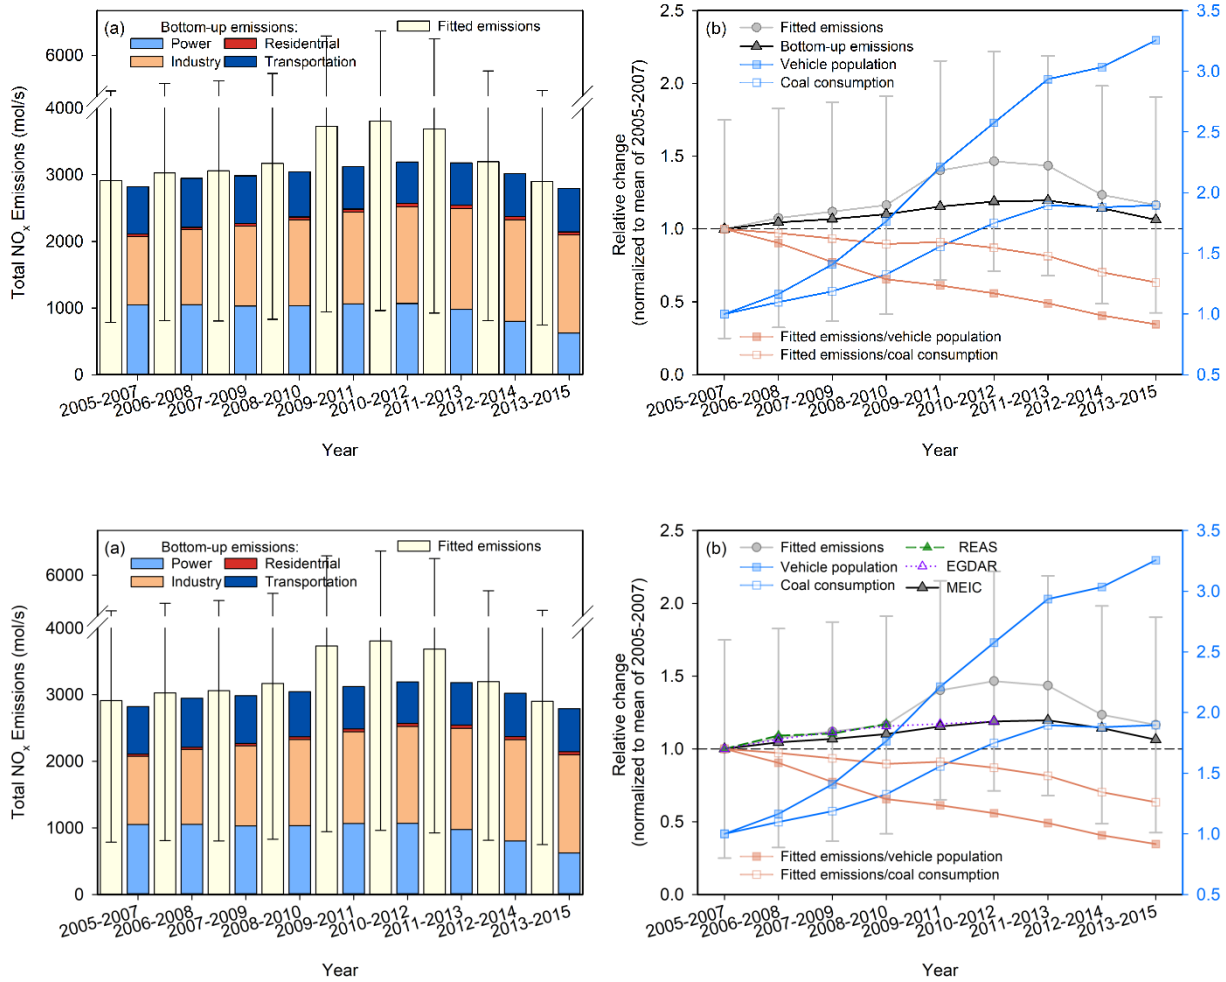 (a)
Bottom-up emissions:
Fitted emissions
Power
Residentrial
Industry
Transportation
Total NOx Emissions (mol/s)
6000
4000
3000
2000
1000
0
2005-2007
2006-2008
2007-2009
2008-2010
2009-2011
2010-2012
2011-2013
2012-2014
2013-2015
Year
(b)
Fitted emissions
Bottom-up emissions
Vehicle population
Coal consumption
Fitted emissions/vehicle population
Fitted emissions/coal consumption
Relative change
(normalized to mean of 2005-2007)
2.5
2.0
1.5
1.0
0.5
0.0
3.5
3.0
2.5
2.0
1.5
1.0
0.5
2005-2007
2006-2008
2007-2009
2008-2010
2009-2011
2010-2012
2011-2013
2012-2014
2013-2015
Year
(a)
Bottom-up emissions:
Fitted emissions
Power
Residentrial
Industry
Transportation
Total NOx Emissions (mol/s)
6000
4000
3000
2000
1000
0
2005-2007
2006-2008
2007-2009
2008-2010
2009-2011
2010-2012
2011-2013
2012-2014
2013-2015
Year
(b)
Fitted emissions
REAS
Vehicle population
EGDAR
Coal consumption
MEIC
Fitted emissions/vehicle population
Fitted emissions/coal consumption
Relative change
(normalized to mean of 2005-2007)
2.5
2.0
1.5
1.0
0.5
0.0
3.5
3.0
2.5
2.0
1.5
1.0
0.5
2005-2007
2006-2008
2007-2009
2008-2010
2009-2011
2010-2012
2011-2013
2012-2014
2013-2015
Year